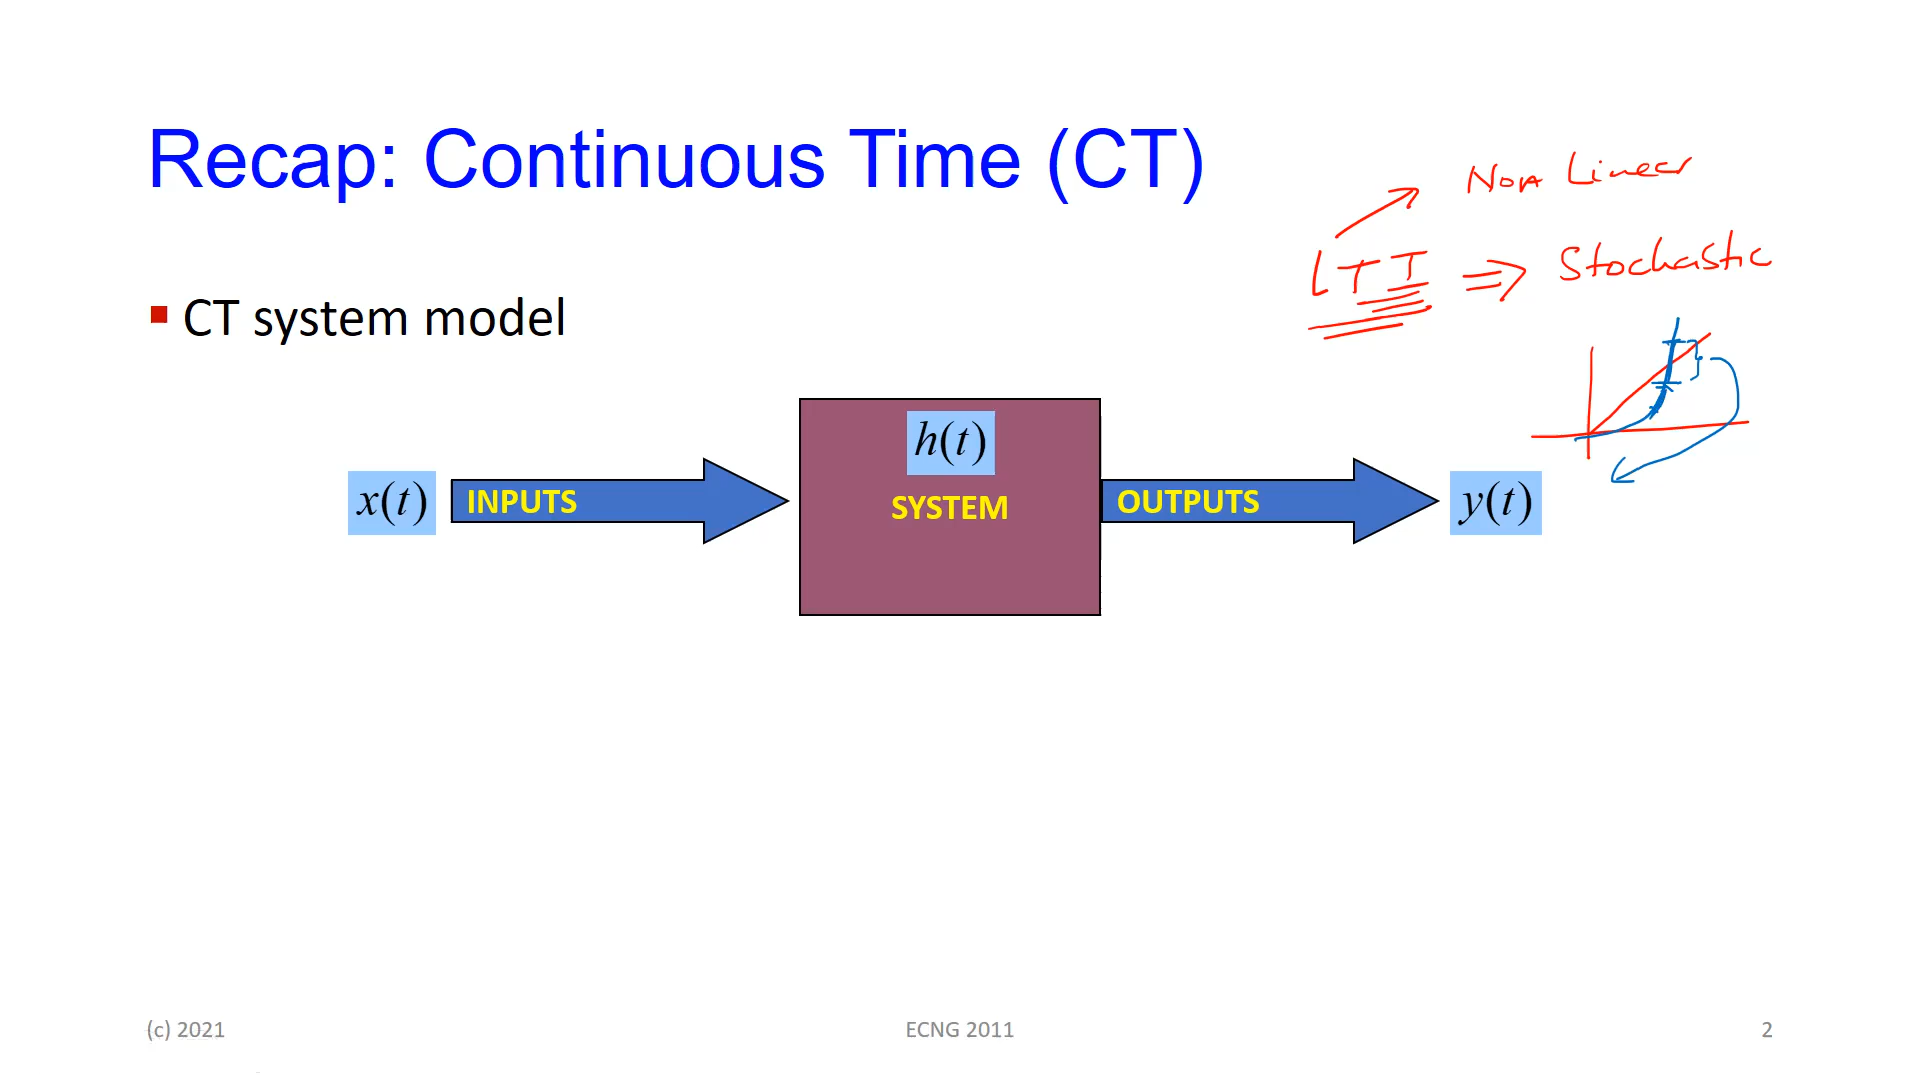 Recap: Continuous Time (CT)
Non Linear
LTI ⇒ Stochastic
▪ CT system model
h(t)
x(t) INPUTS SYSTEM OUTPUTS y(t)
(c) 2021 ECNG 2011 2